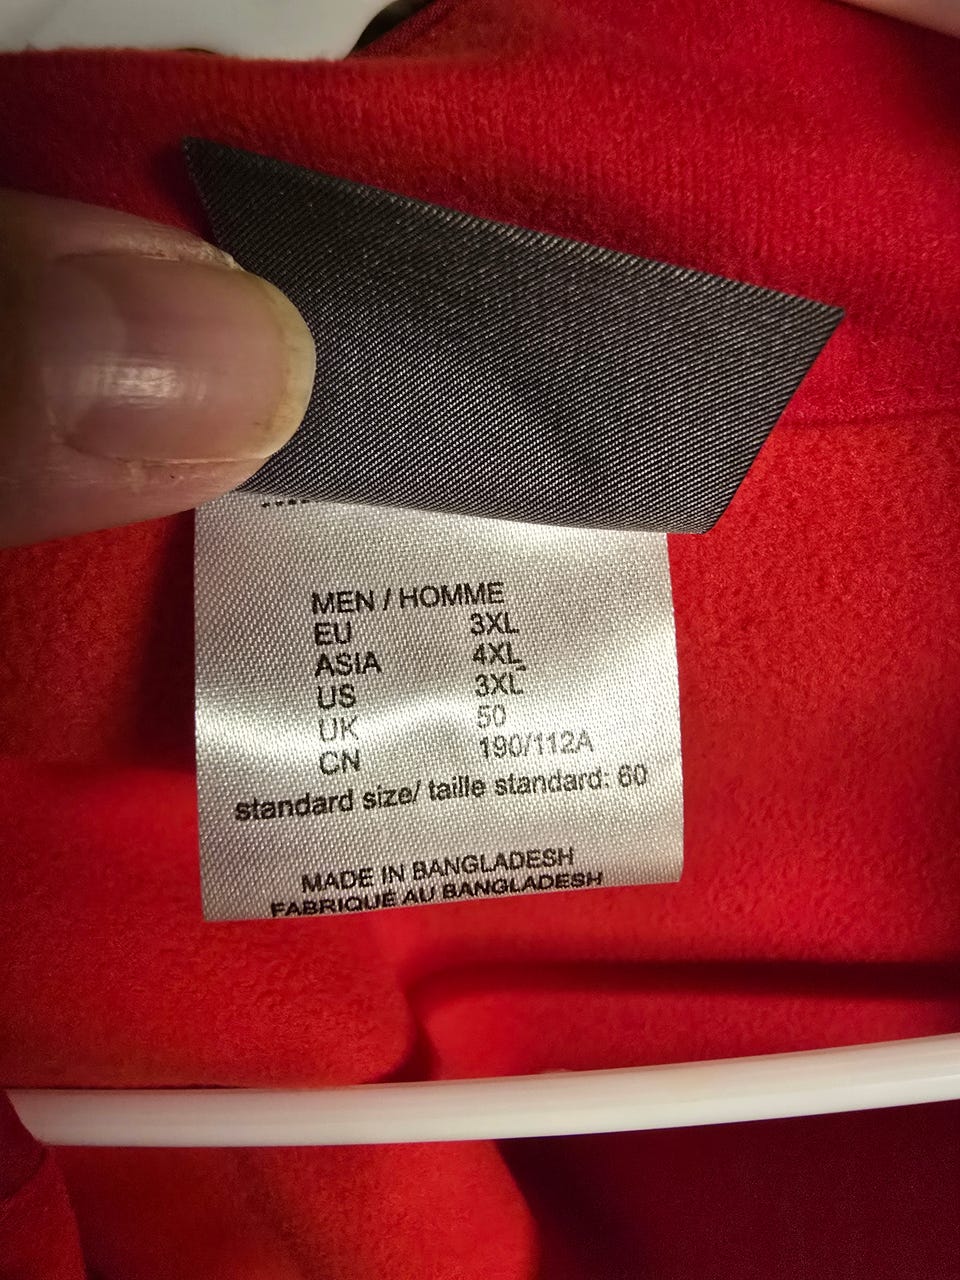 MEN / HOMME
EU 3XL
ASIA 4XL
US 3XL
UK 50
CN 190/112A
standard size/ taille standard: 60
MADE IN BANGLADESH
FABRIQUE AU BANGLADESH